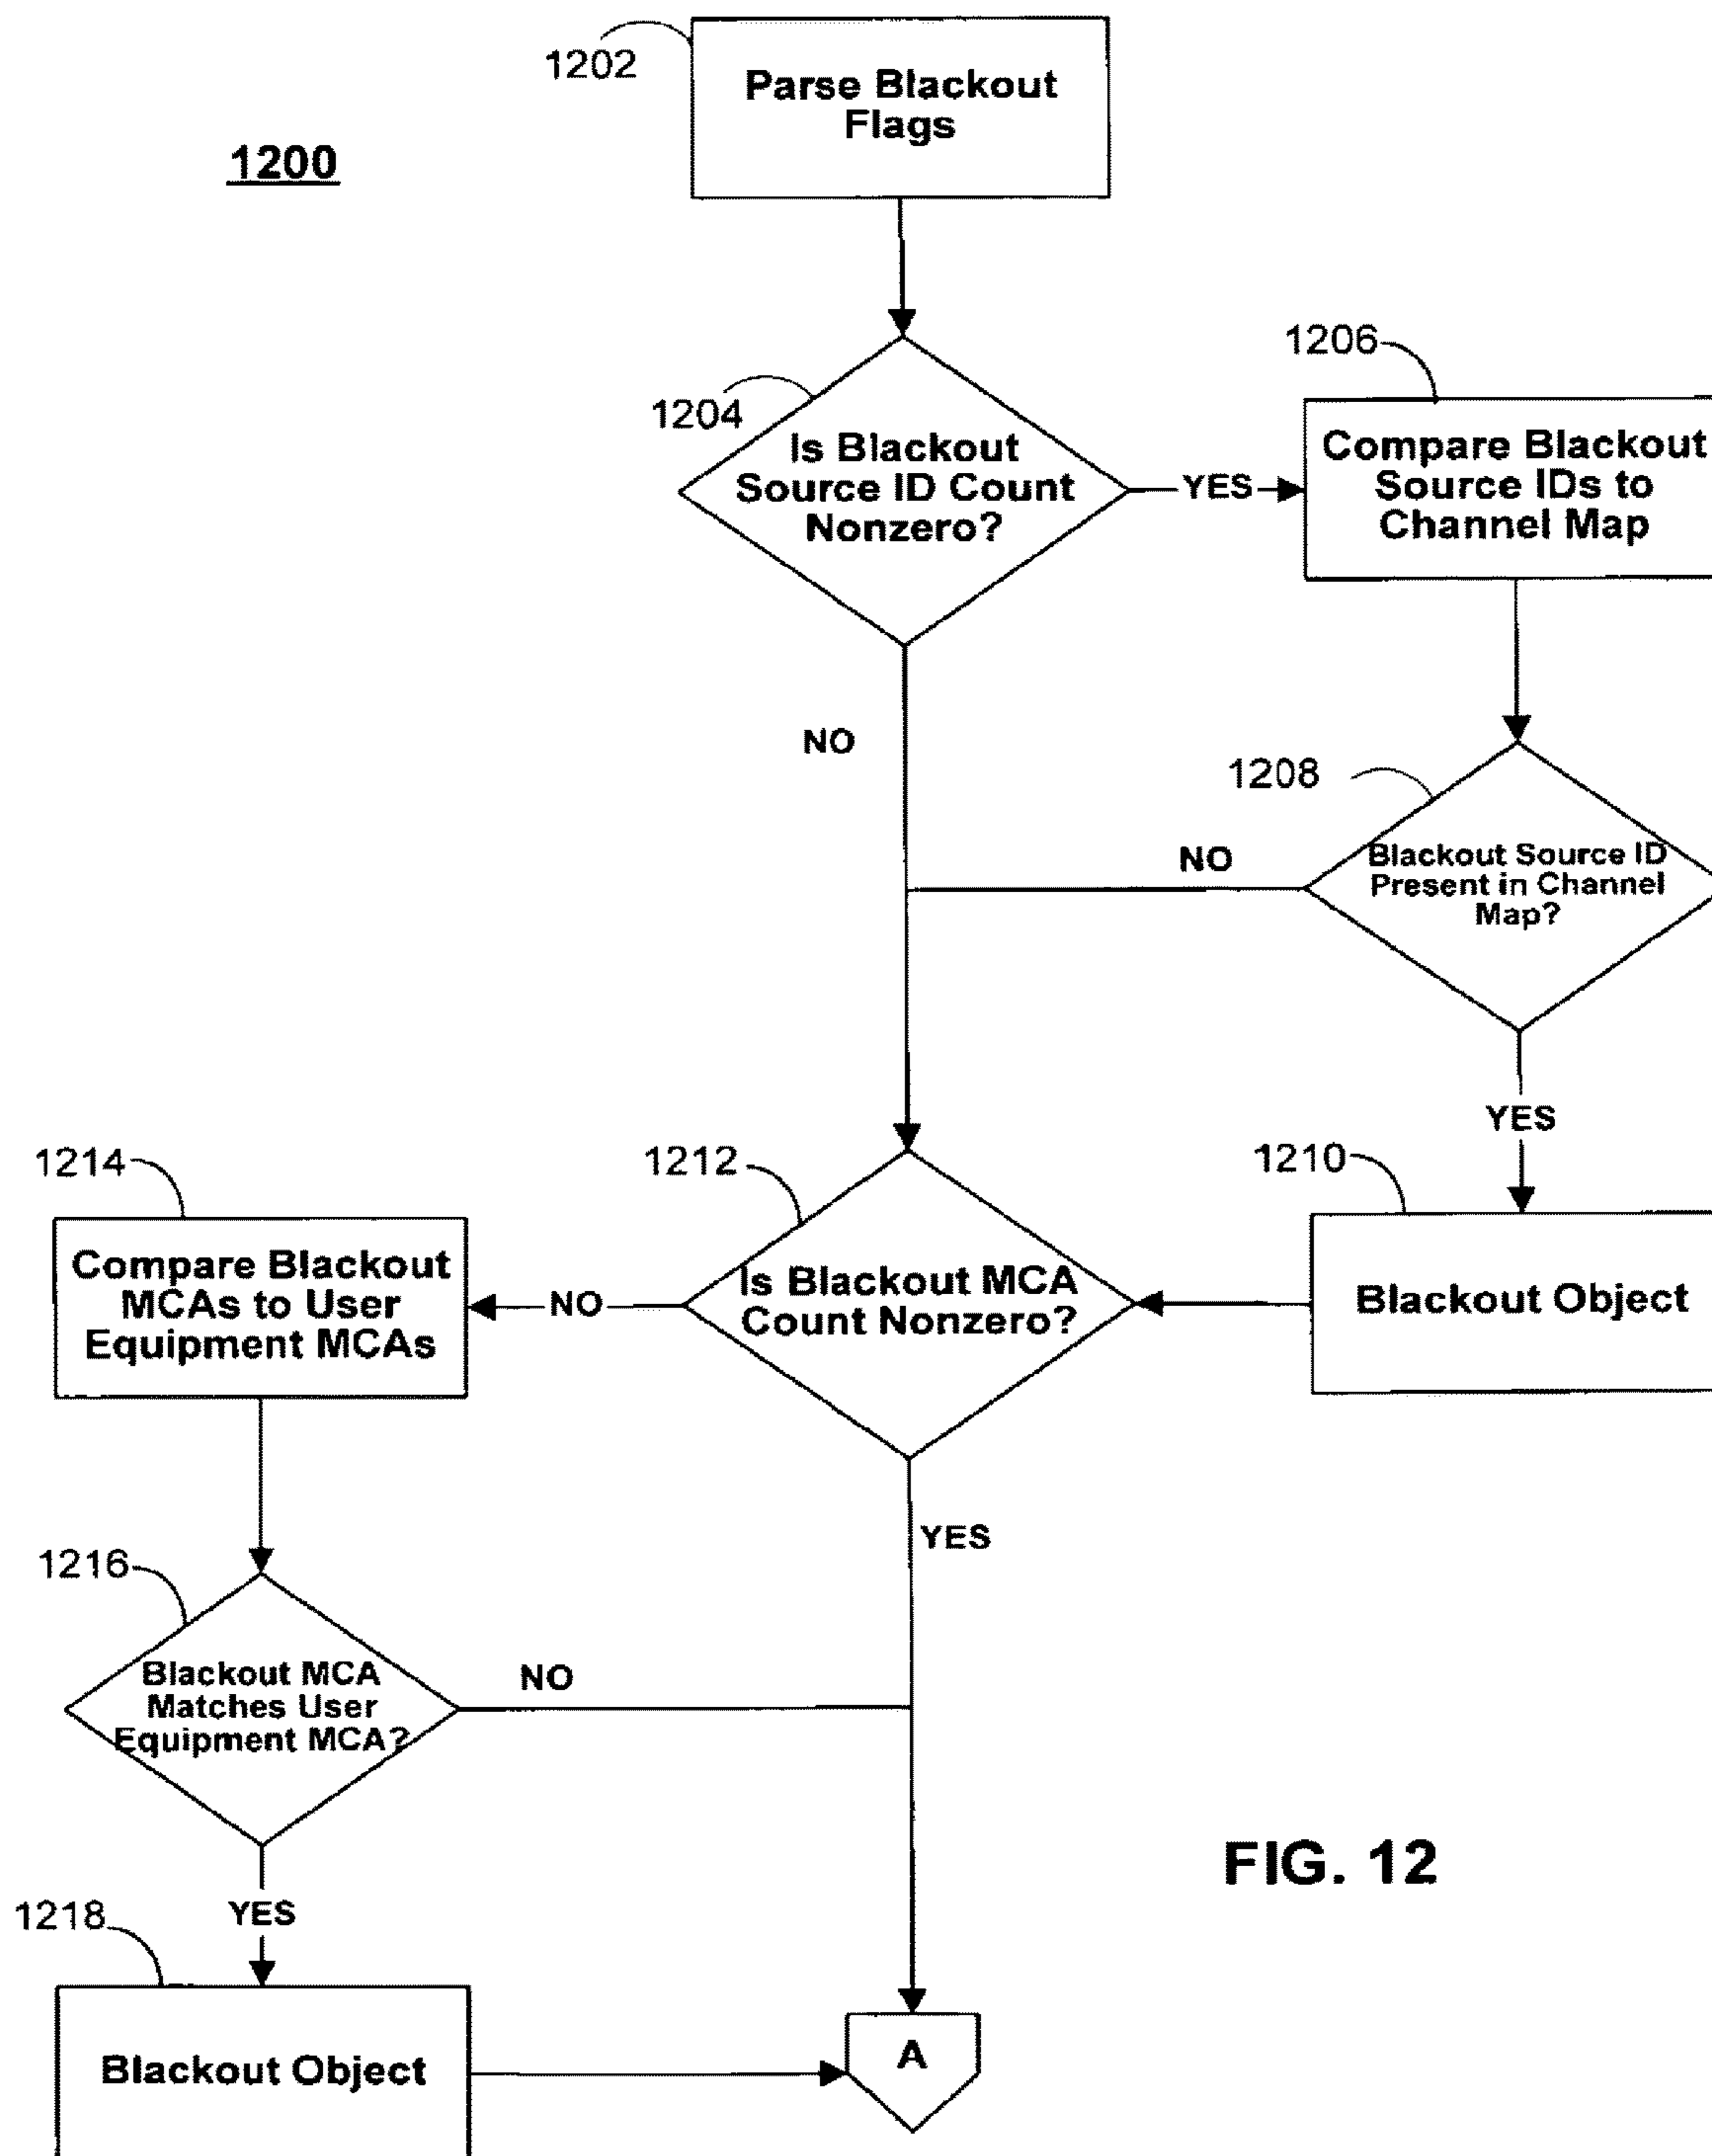 1202
Parse Blackout
Flags
1200
1204
Is Blackout
Source ID Count
Nonzero?
YES
1206
Compare Blackout
Source IDs to
Channel Map
NO
1208
Blackout Source ID
Present in Channel
Map?
NO
YES
1210
Blackout Object
1212
Is Blackout MCA
Count Nonzero?
NO
1214
Compare Blackout
MCAs to User
Equipment MCAs
YES
1216
Blackout MCA
Matches User
Equipment MCA?
NO
YES
1218
Blackout Object
A
FIG. 12